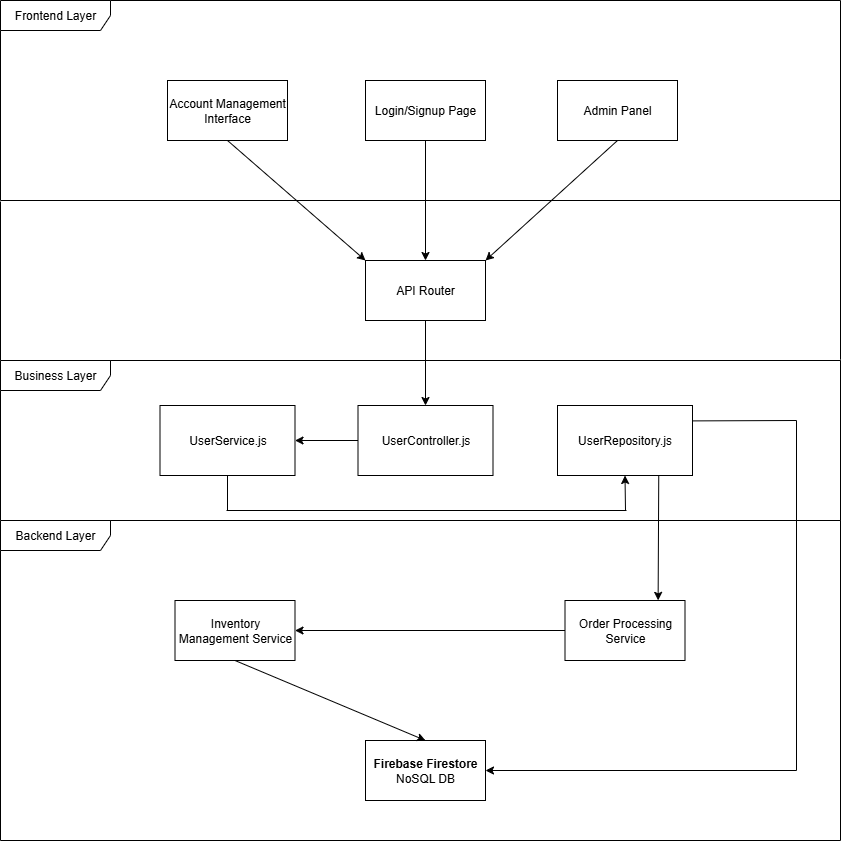 Frontend Layer
Account Management
Interface
Login/Signup Page
Admin Panel
API Router
Business Layer
UserService.js
UserController.js
UserRepository.js
Backend Layer
Inventory
Management Service
Order Processing
Service
Firebase Firestore
NoSQL DB